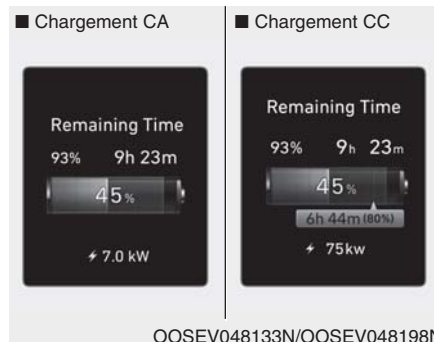 ■ Chargement CA
Remaining Time
93% 9h 23m
45%
7.0 kW
■ Chargement CC
Remaining Time
93% 9h 23m
45%
6h 44m (80%)
75kw
OOSEV048133N/OOSEV048198N